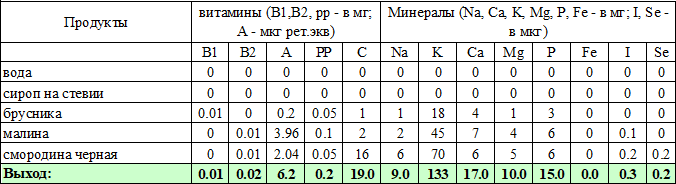 Продукты витамины (B1,B2, pp - в мг; Минералы (Na, Ca, K, Mg, P, Fe - в мг; I, Se -
A - мкг рет.экв) в мкг)
B1 B2 A PP C Na K Ca Mg P Fe I Se
вода 0 0 0 0 0 0 0 0 0 0 0 0 0
сироп на стевии 0 0 0 0 0 0 0 0 0 0 0 0 0
брусника 0.01 0 0.2 0.05 1 1 18 4 1 3 0 0 0
малина 0 0.01 3.96 0.1 2 2 45 7 4 6 0 0.1 0
смородина черная 0 0.01 2.04 0.05 16 6 70 6 5 6 0 0.2 0.2
Выход: 0.01 0.02 6.2 0.2 19.0 9.0 133 17.0 10.0 15.0 0.0 0.3 0.2